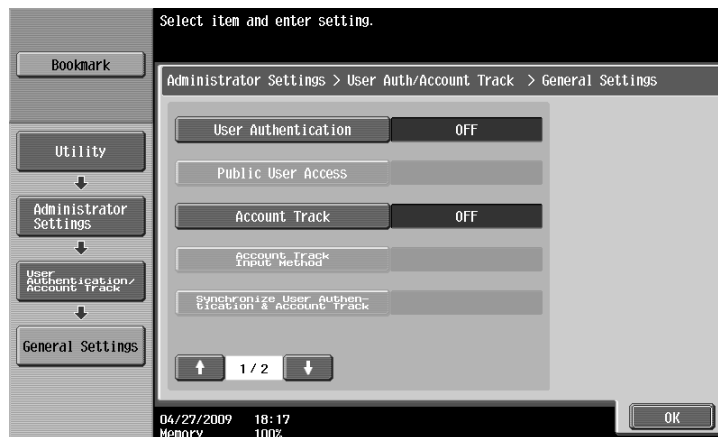 Select item and enter setting.
Bookmark
Administrator Settings > User Auth/Account Track > General Settings
User Authentication OFF
Public User Access
Account Track OFF
Account Track
Input Method
Synchronize User Authen-
tication & Account Track
1/2
Utility
Administrator
Settings
User
Authentication/
Account Track
General Settings
04/27/2009 18:17
Memory 100%
OK